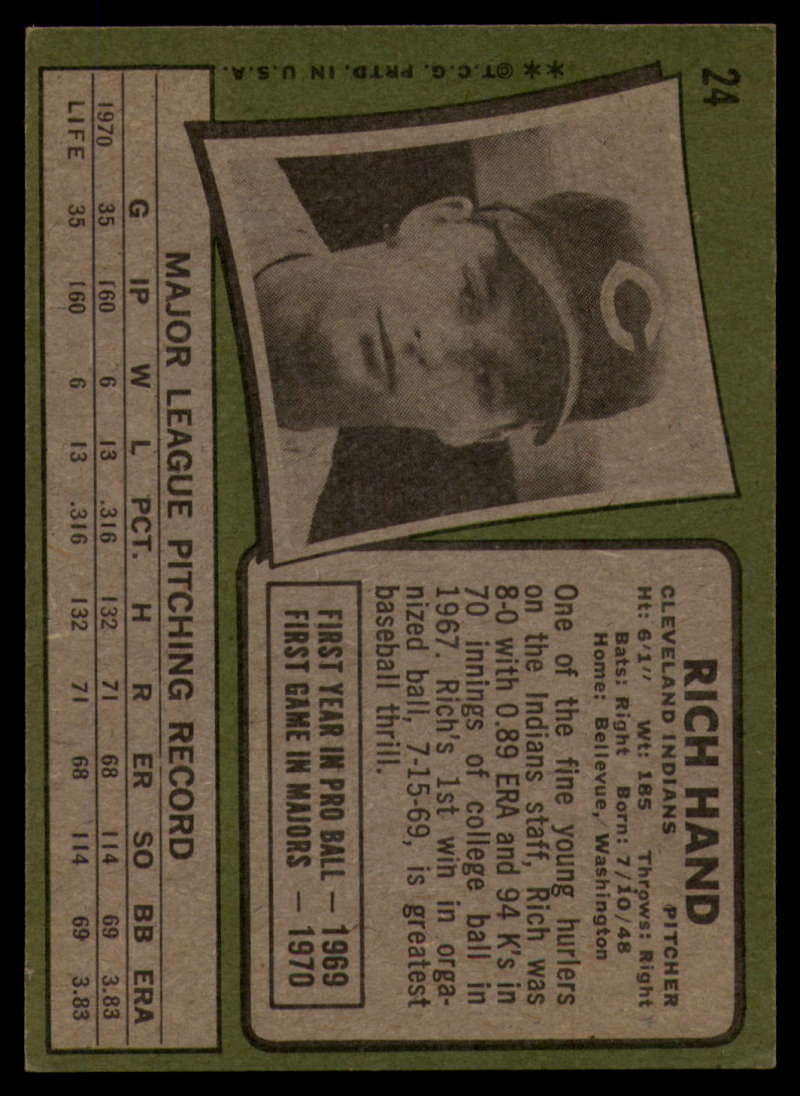 24
**©T.C.G. PRTD. IN U.S.A.
C
RICH HAND
CLEVELAND INDIANS PITCHER
Ht: 6'1" Wt: 185 Throws: Right
Bats: Right Born: 7/10/48
Home: Bellevue, Washington
One of the fine young hurlers
on the Indians staff, Rich was
8-0 with 0.89 ERA and 94 K's in
70 innings of college ball in
1967. Rich's 1st win in orga-
nized ball, 7-15-69, is greatest
baseball thrill.
FIRST YEAR IN PRO BALL — 1969
FIRST GAME IN MAJORS — 1970
MAJOR LEAGUE PITCHING RECORD
G IP W L PCT. H R ER SO BB ERA
1970 35 160 6 13 .316 132 71 68 114 69 3.83
LIFE 35 160 6 13 .316 132 71 68 114 69 3.83